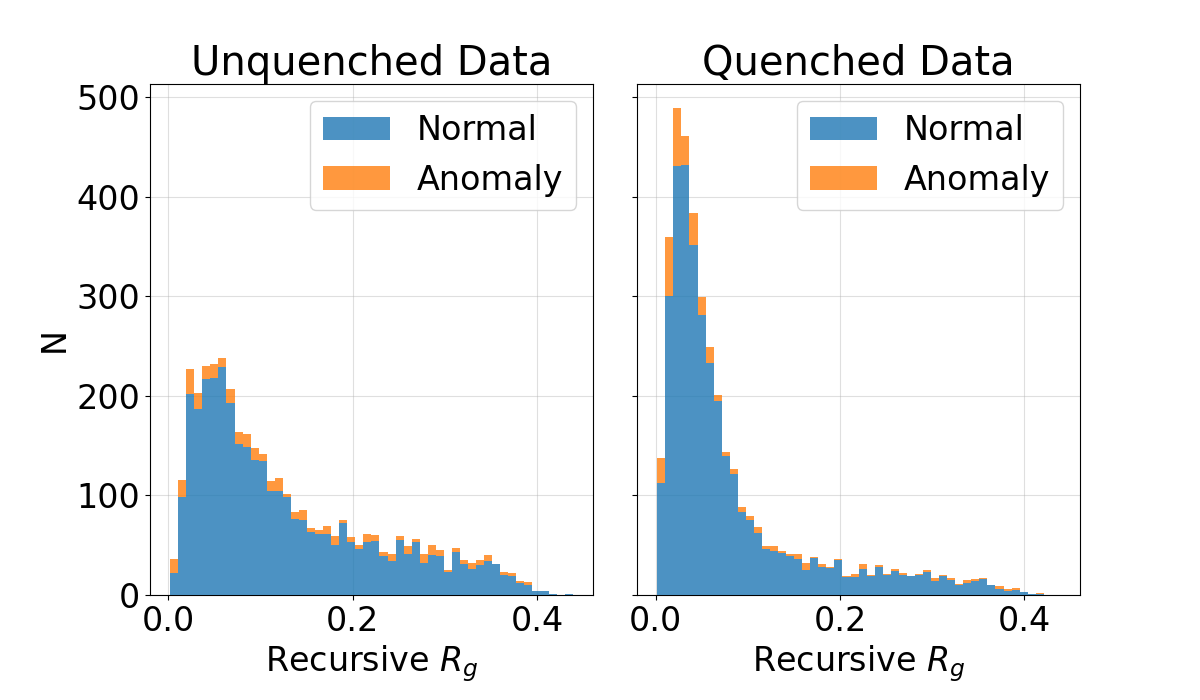 Unquenched Data
Quenched Data
500
400
300
200
100
0
N
Normal
Anomaly
Normal
Anomaly
0.0 0.2 0.4
0.0 0.2 0.4
Recursive R_g
Recursive R_g